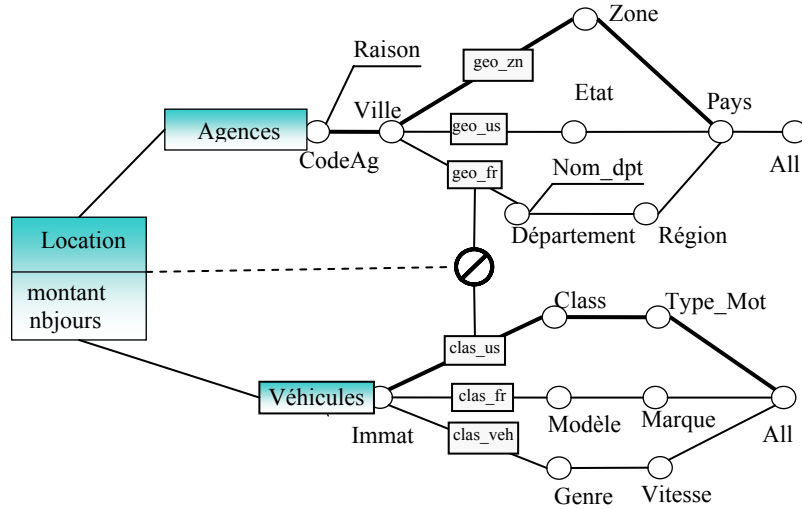 Zone
Raison
geo_zn
Ville
Etat
Pays
Agences
geo_us
CodeAg
All
geo_fr
Nom_dpt
Location
Département
Région
montant
nbjours
Class
Type_Mot
clas_us
Véhicules
clas_fr
Immat
Modèle
Marque
All
clas_veh
Genre
Vitesse